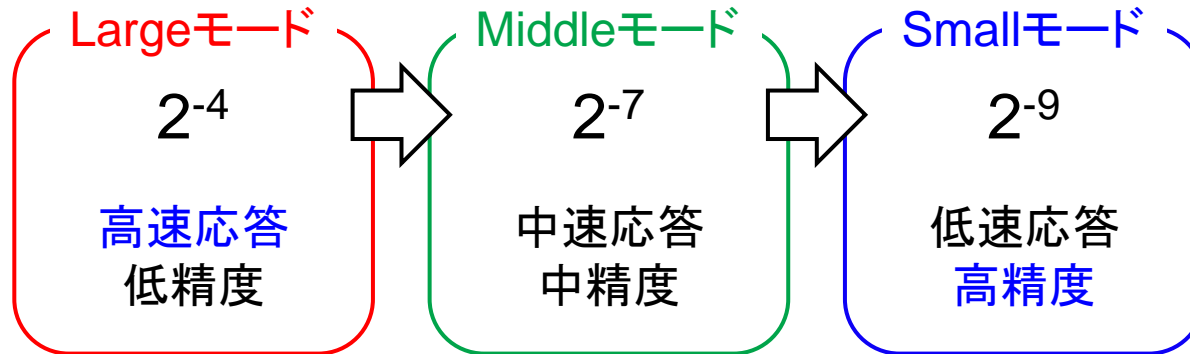 Largeモード
2⁻⁴
高速応答
低精度
Middleモード
2⁻⁷
中速応答
中精度
Smallモード
2⁻⁹
低速応答
高精度